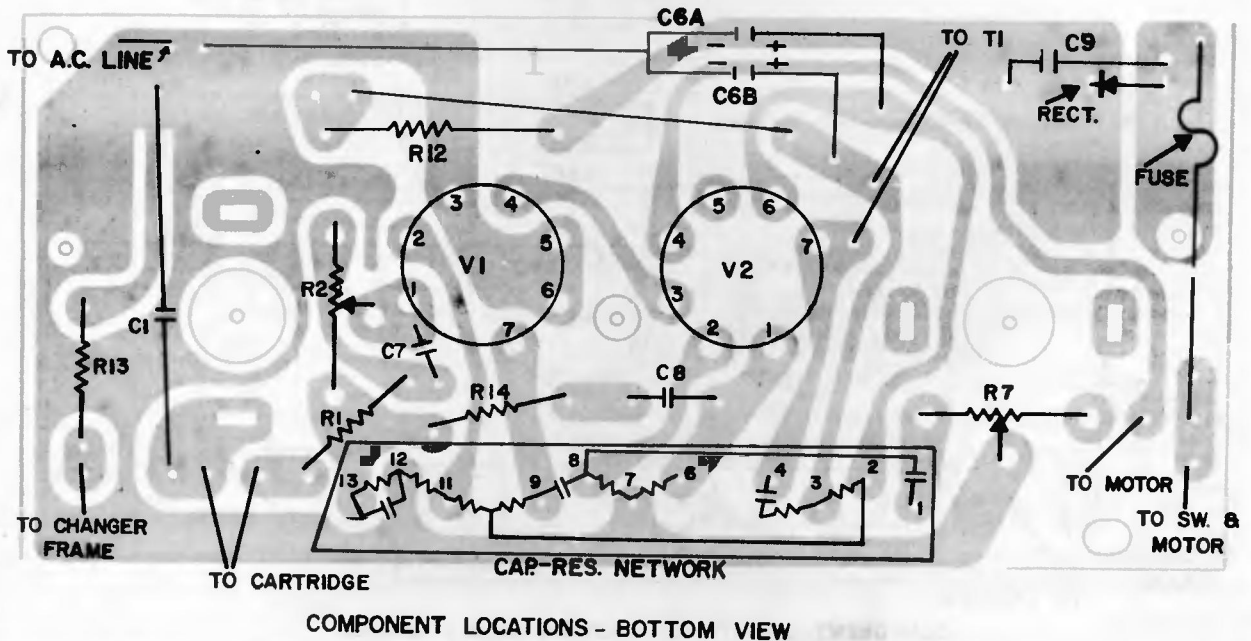 C6A
TO A.C. LINE
TO T1
C9
C6B
RECT.
R12
FUSE
3 4
2 5
V1
1 6
7
5 6
4 7
V2
3
2 1
R2
C1
C7
R13
R14
C8
R7
R1
13 12 11 9 8 7 6 4 3 2 1
TO MOTOR
TO CHANGER
FRAME
TO SW. &
MOTOR
TO CARTRIDGE
CAP.-RES. NETWORK
COMPONENT LOCATIONS - BOTTOM VIEW